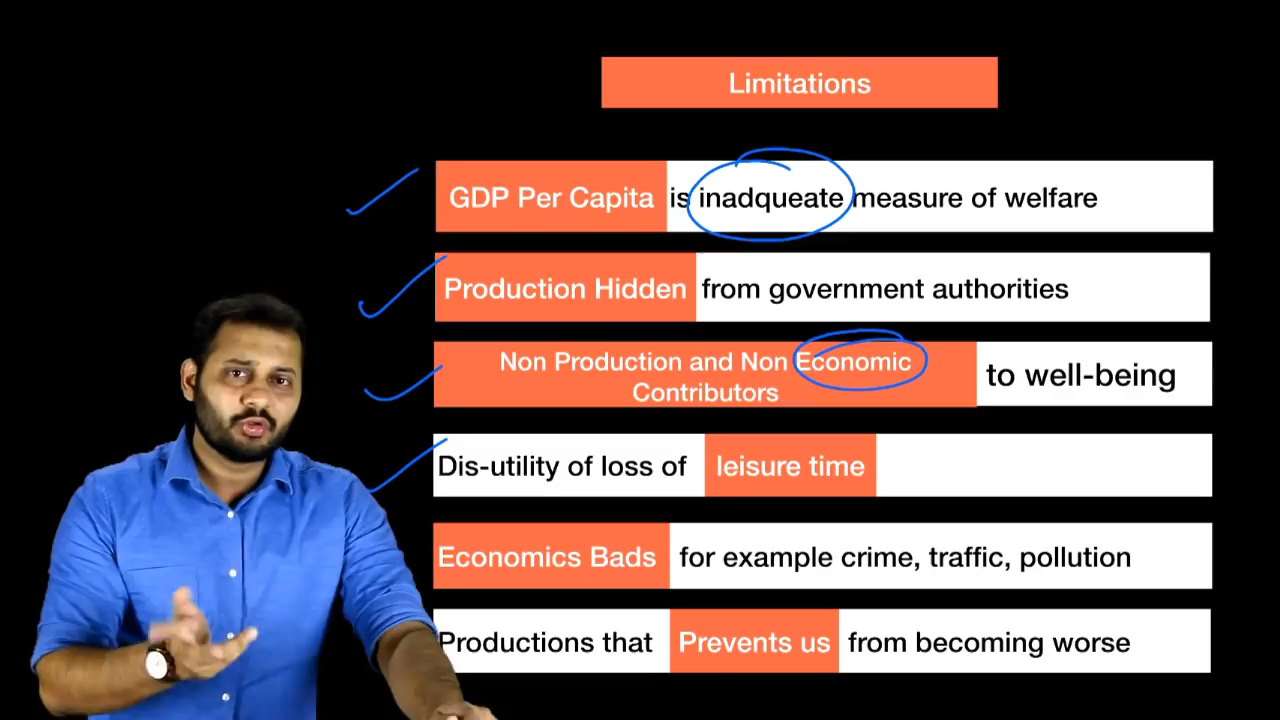 Limitations
GDP Per Capita is inadqueate measure of welfare
Production Hidden from government authorities
Non Production and Non Economic
Contributors to well-being
Dis-utility of loss of leisure time
Economics Bads for example crime, traffic, pollution
Productions that Prevents us from becoming worse